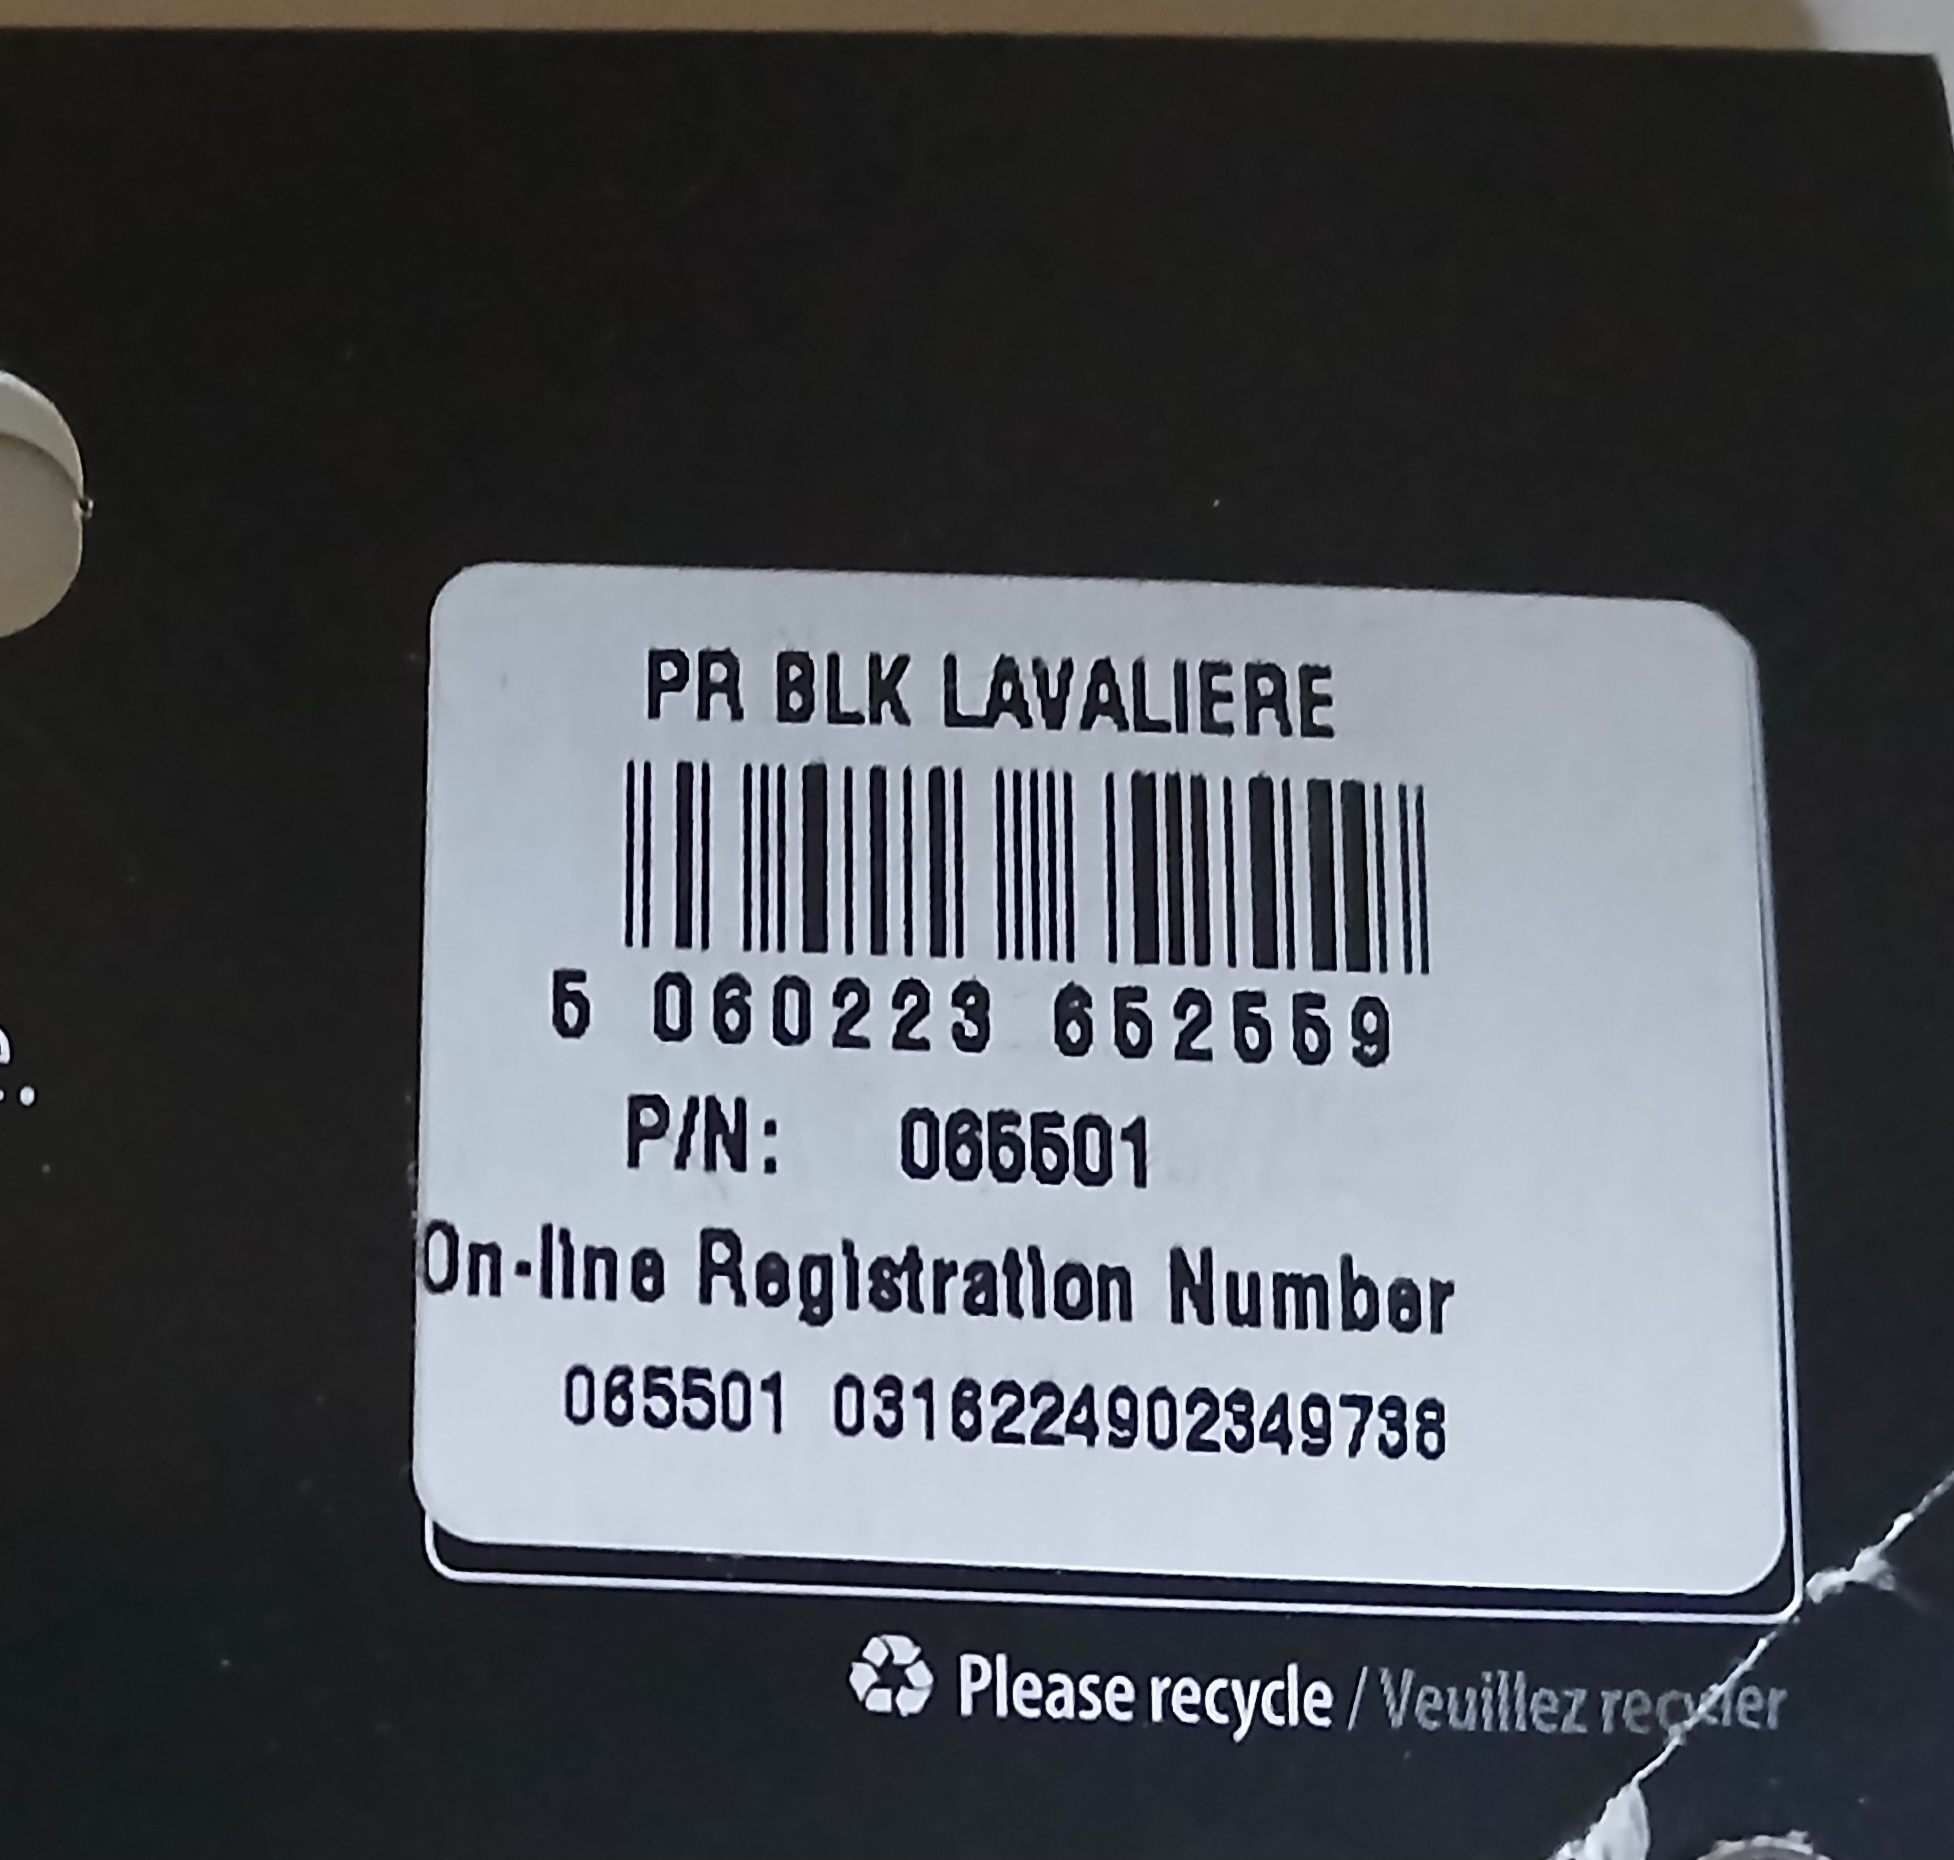 PR BLK LAVALIERE
5 060223 652559
P/N: 065501
On-line Registration Number
065501 0316224902349738
Please recycle / Veuillez recycler